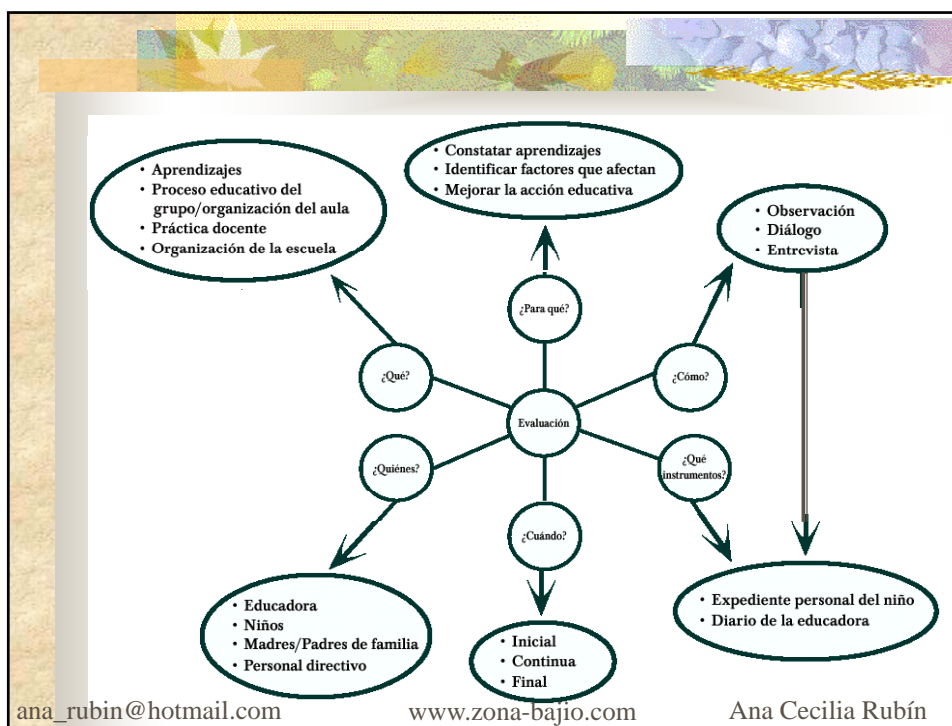 • Aprendizajes
• Proceso educativo del
grupo/organización del aula
• Práctica docente
• Organización de la escuela
• Constatar aprendizajes
• Identificar factores que afectan
• Mejorar la acción educativa
• Observación
• Diálogo
• Entrevista
¿Para qué?
¿Qué?
¿Cómo?
Evaluación
¿Quiénes?
¿Qué
instrumentos?
¿Cuándo?
• Educadora
• Niños
• Madres/Padres de familia
• Personal directivo
• Inicial
• Continua
• Final
• Expediente personal del niño
• Diario de la educadora
ana_rubin@hotmail.com www.zona-bajio.com Ana Cecilia Rubín